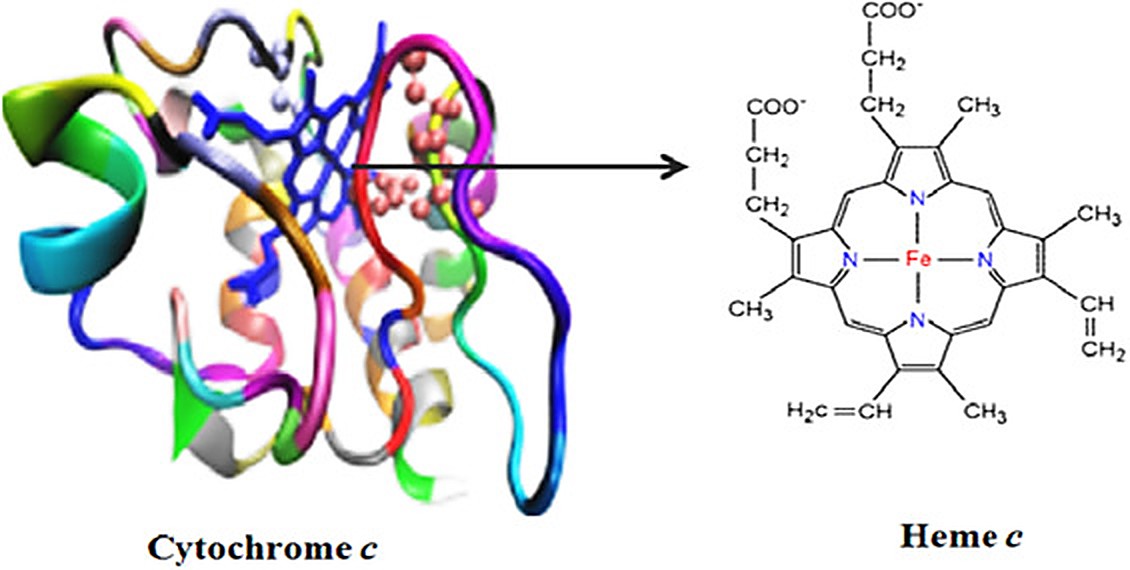 COO⁻
CH₂
CH₂
CH₃
COO⁻
CH₂
CH₂
CH₃
N
N
Fe
N
N
CH₃
CH
CH₂
H₂C
CH
CH₃
Cytochrome c
Heme c